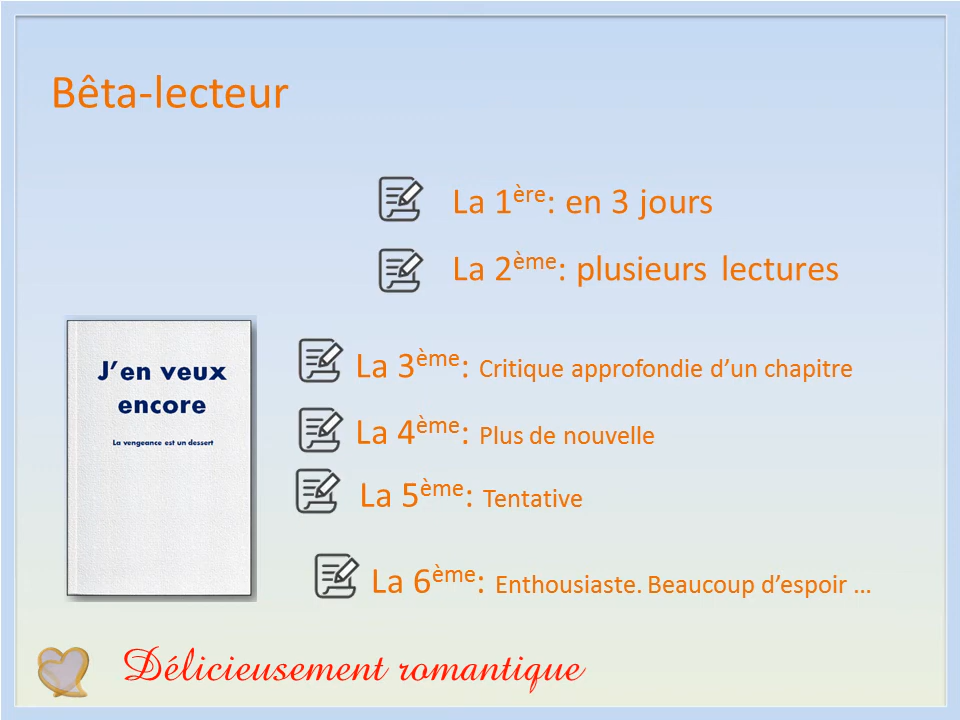 Bêta-lecteur
La 1ère: en 3 jours
La 2ème: plusieurs lectures
La 3ème: Critique approfondie d’un chapitre
La 4ème: Plus de nouvelle
La 5ème: Tentative
La 6ème: Enthousiaste. Beaucoup d’espoir ...
J’en veux
encore
La vengeance est un dessert
Délicieusement romantique